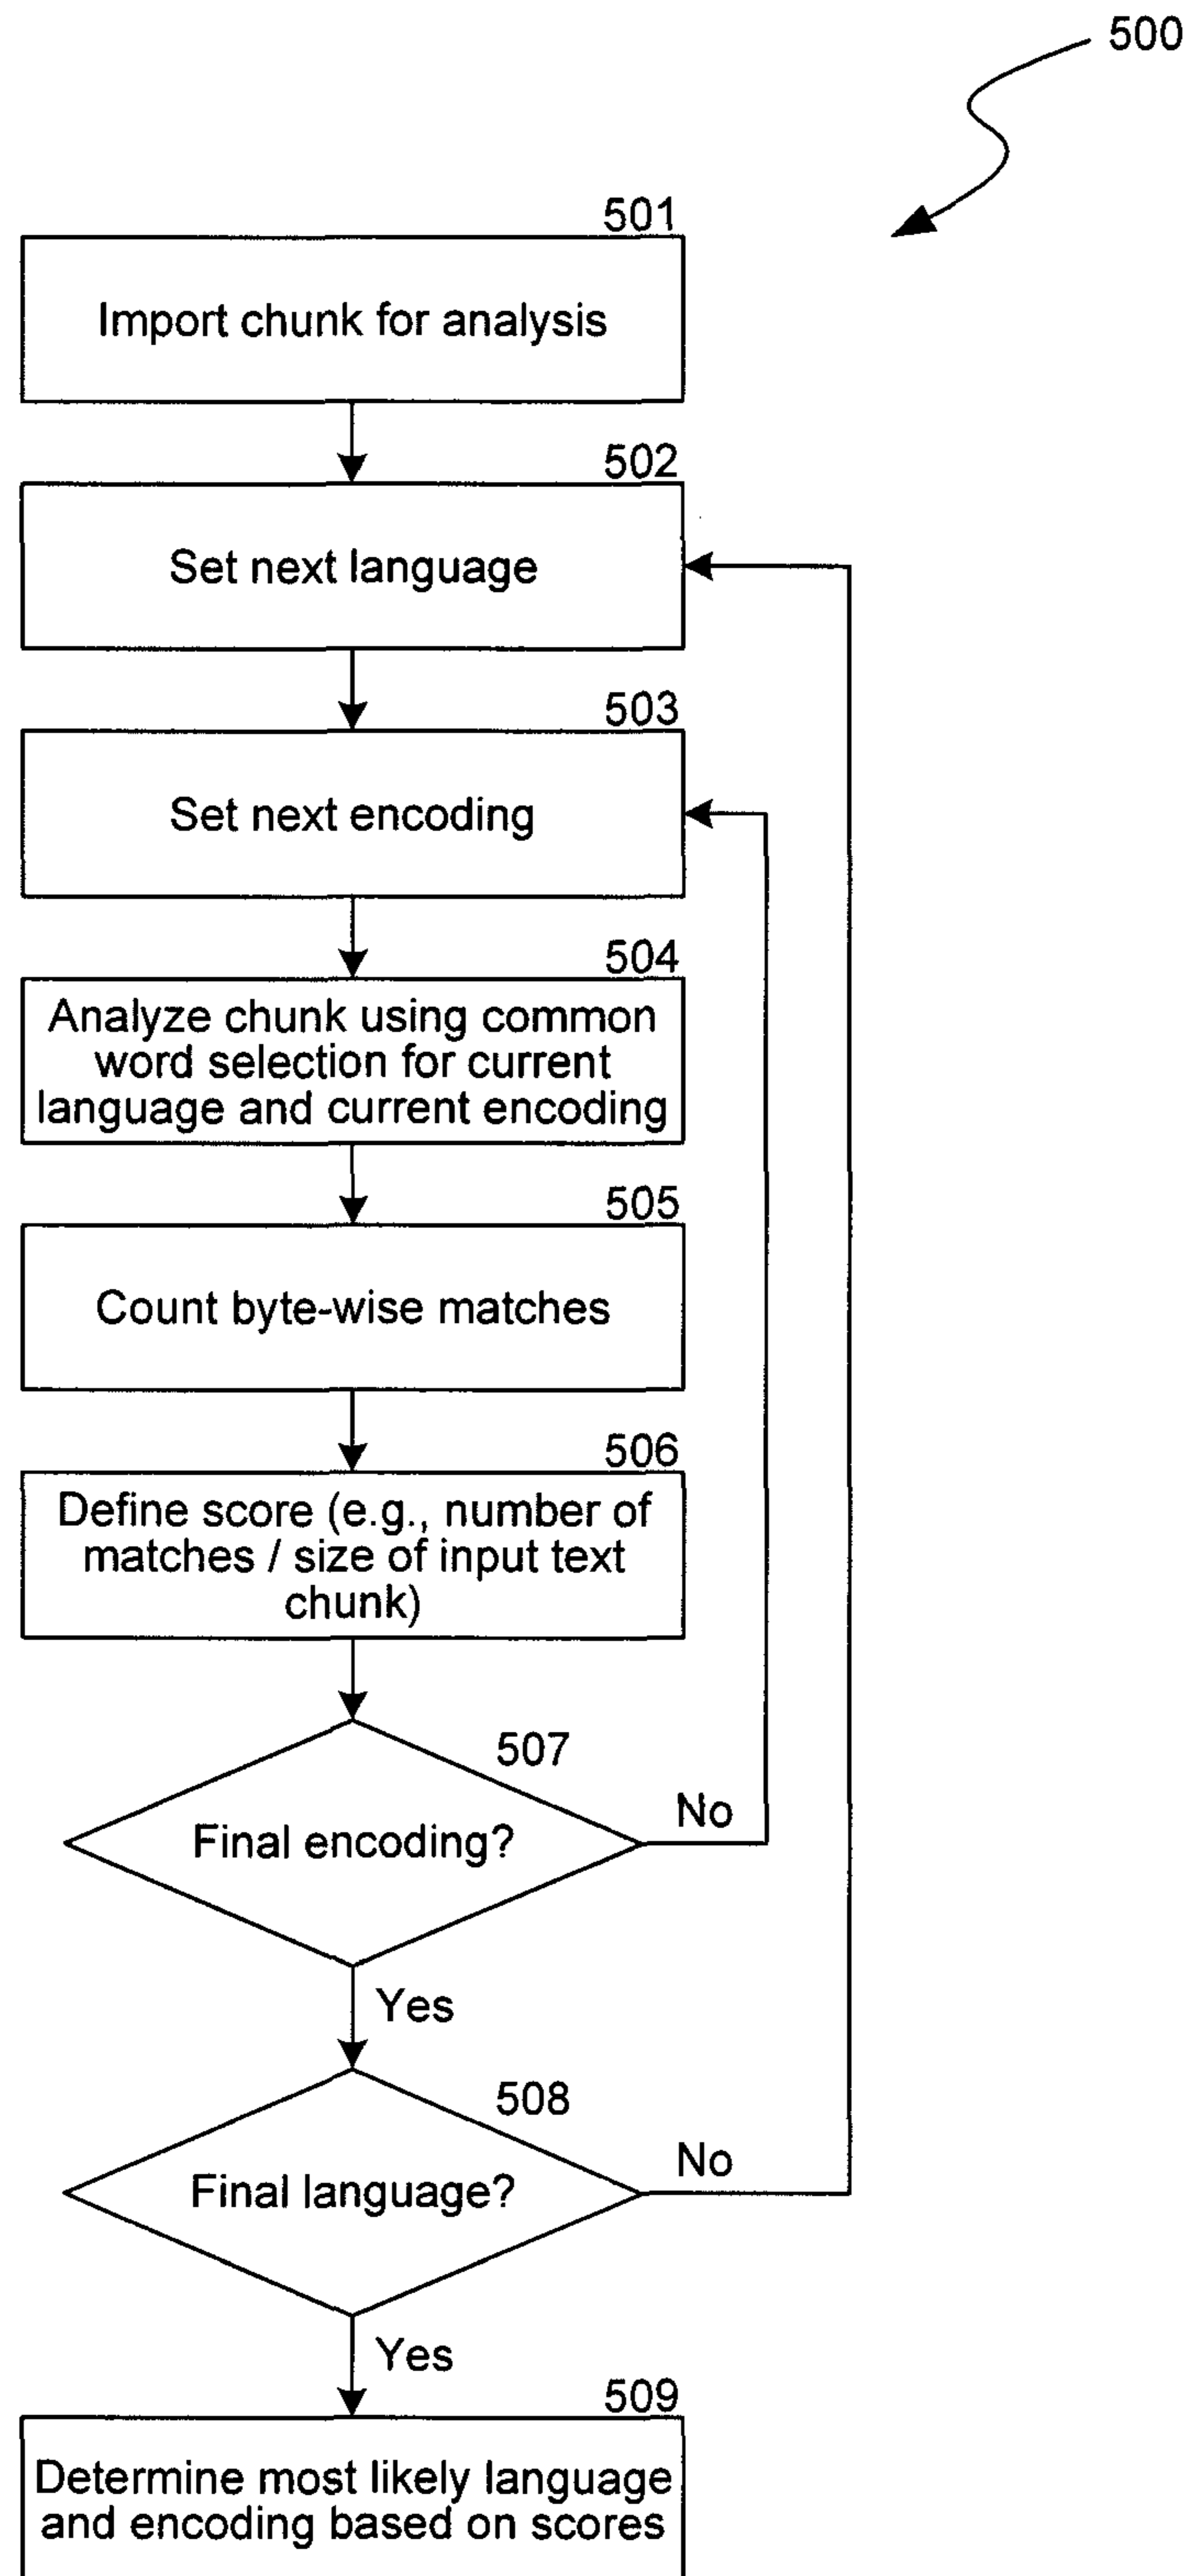 500
501
Import chunk for analysis
502
Set next language
503
Set next encoding
504
Analyze chunk using common
word selection for current
language and current encoding
505
Count byte-wise matches
506
Define score (e.g., number of
matches / size of input text
chunk)
507
Final encoding?
No
Yes
508
Final language?
No
Yes
509
Determine most likely language
and encoding based on scores